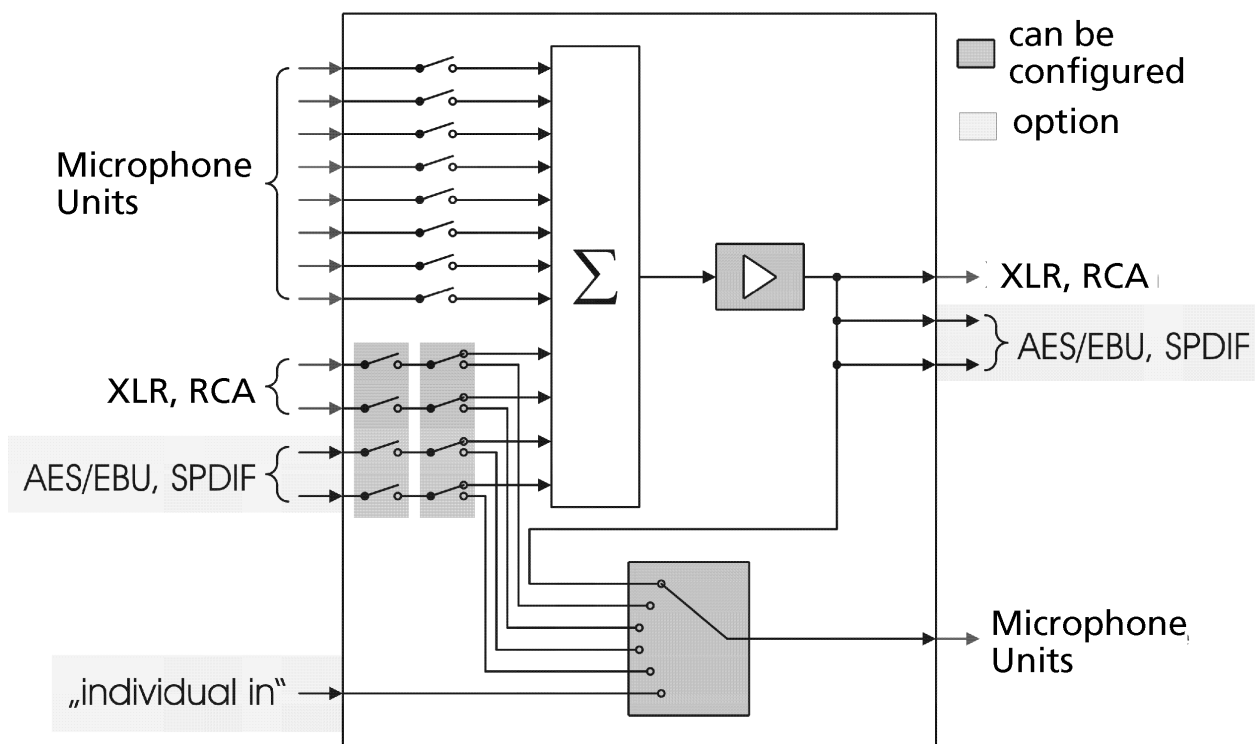 can be
configured
option
Microphone
Units
Σ
XLR, RCA
AES/EBU, SPDIF
XLR, RCA
AES/EBU, SPDIF
Microphone
Units
„individual in“